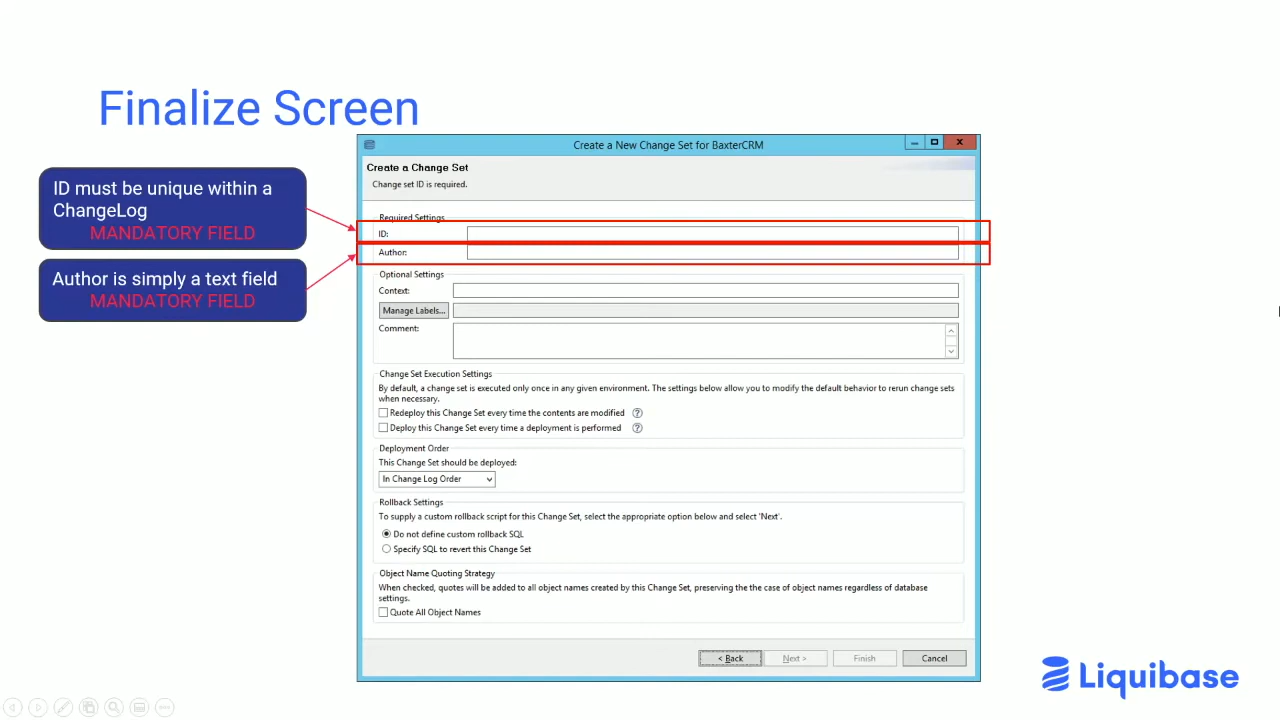 Finalize Screen
Create a New Change Set for BaxterCRM
Create a Change Set
Change set ID is required.
ID must be unique within a
ChangeLog
MANDATORY FIELD
Author is simply a text field
MANDATORY FIELD
Required Settings
ID:
Author:
Optional Settings
Context:
Manage Labels...
Comment:
Change Set Execution Settings
By default, a change set is executed only once in any given environment. The settings below allow you to modify the default behavior to rerun change sets
when necessary.
Redeploy this Change Set every time the contents are modified ?
Deploy this Change Set every time a deployment is performed ?
Deployment Order
This Change Set should be deployed:
In Change Log Order
Rollback Settings
To supply a custom rollback script for this Change Set, select the appropriate option below and select 'Next'.
Do not define custom rollback SQL
Specify SQL to revert this Change Set
Object Name Quoting Strategy
When checked, quotes will be added to all object names created by this Change Set, preserving the the case of object names regardless of database
settings.
Quote All Object Names
< Back Next > Finish Cancel
Liquibase